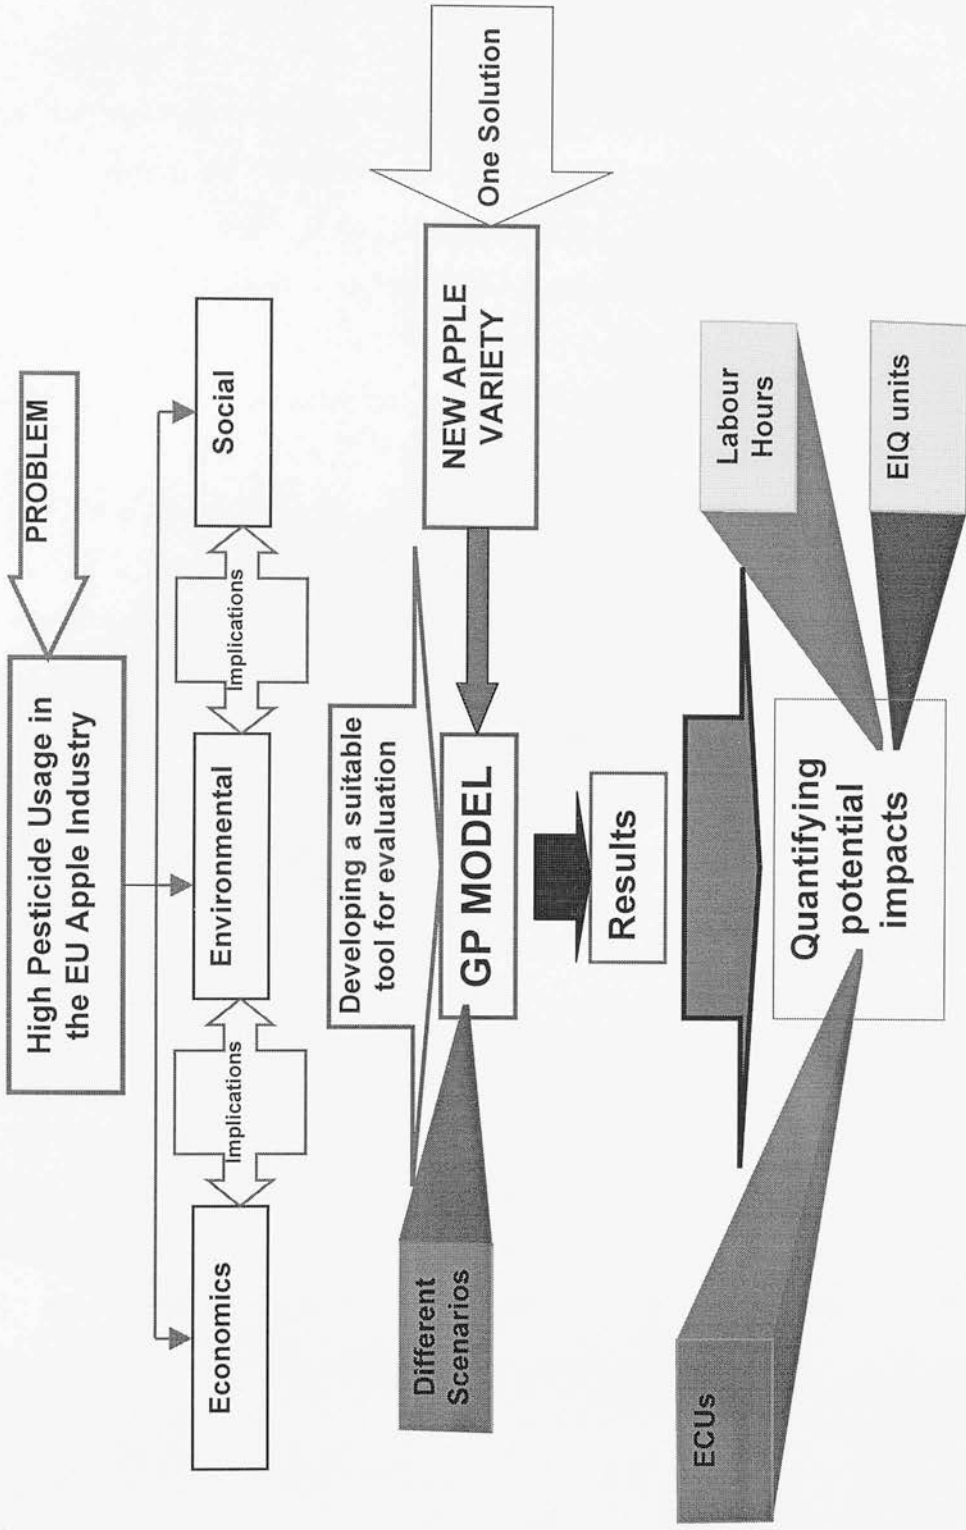 PROBLEM
High Pesticide Usage in
the EU Apple Industry
Economics
Implications
Environmental
Implications
Social
Developing a suitable
tool for evaluation
Different
Scenarios
GP MODEL
NEW APPLE
VARIETY
One Solution
Results
ECUs
Quantifying
potential
impacts
Labour
Hours
EIQ units